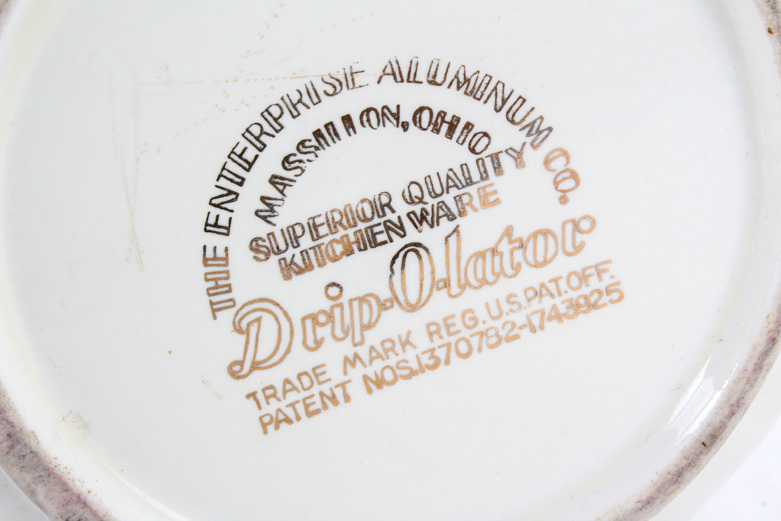 THE ENTERPRISE ALUMINUM CO.
MASSILLON, OHIO
SUPERIOR QUALITY
KITCHEN WARE
Drip-O-lator
TRADE MARK REG. U.S. PAT. OFF.
PATENT NOS. 1370782-1743925